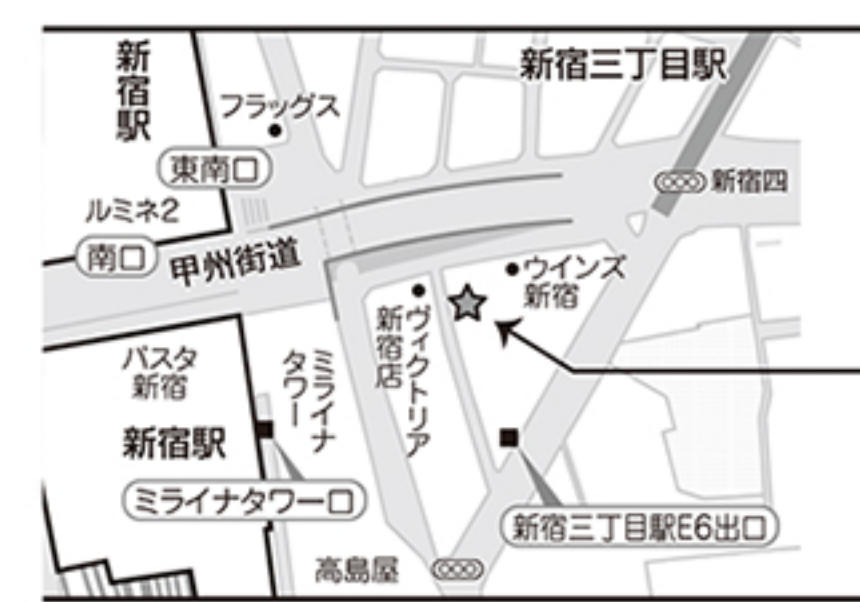 新宿駅
新宿三丁目駅
フラッグス
東南口
新宿四
ルミネ2
南口
甲州街道
ウインズ
新宿
ヴィクトリア
新宿店
ミライナ
タワー
バスタ
新宿
新宿駅
ミライナタワー口
新宿三丁目駅E6出口
高島屋